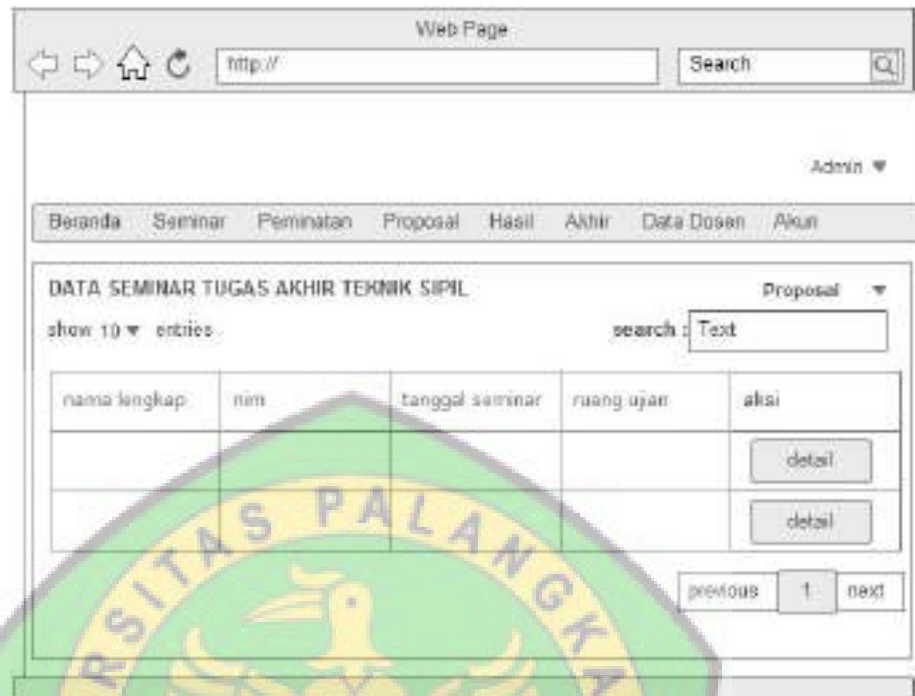 Web Page
http://
Search
Admin
Beranda Seminar Peminatan Proposal Hasil Akhir Data Dosen Akun
DATA SEMINAR TUGAS AKHIR TEKNIK SIPIL Proposal
show 10 entries search : Text
nama lengkap nim tanggal seminar ruang ujian aksi
detail
detail
previous 1 next
RSITAS PALANGKA